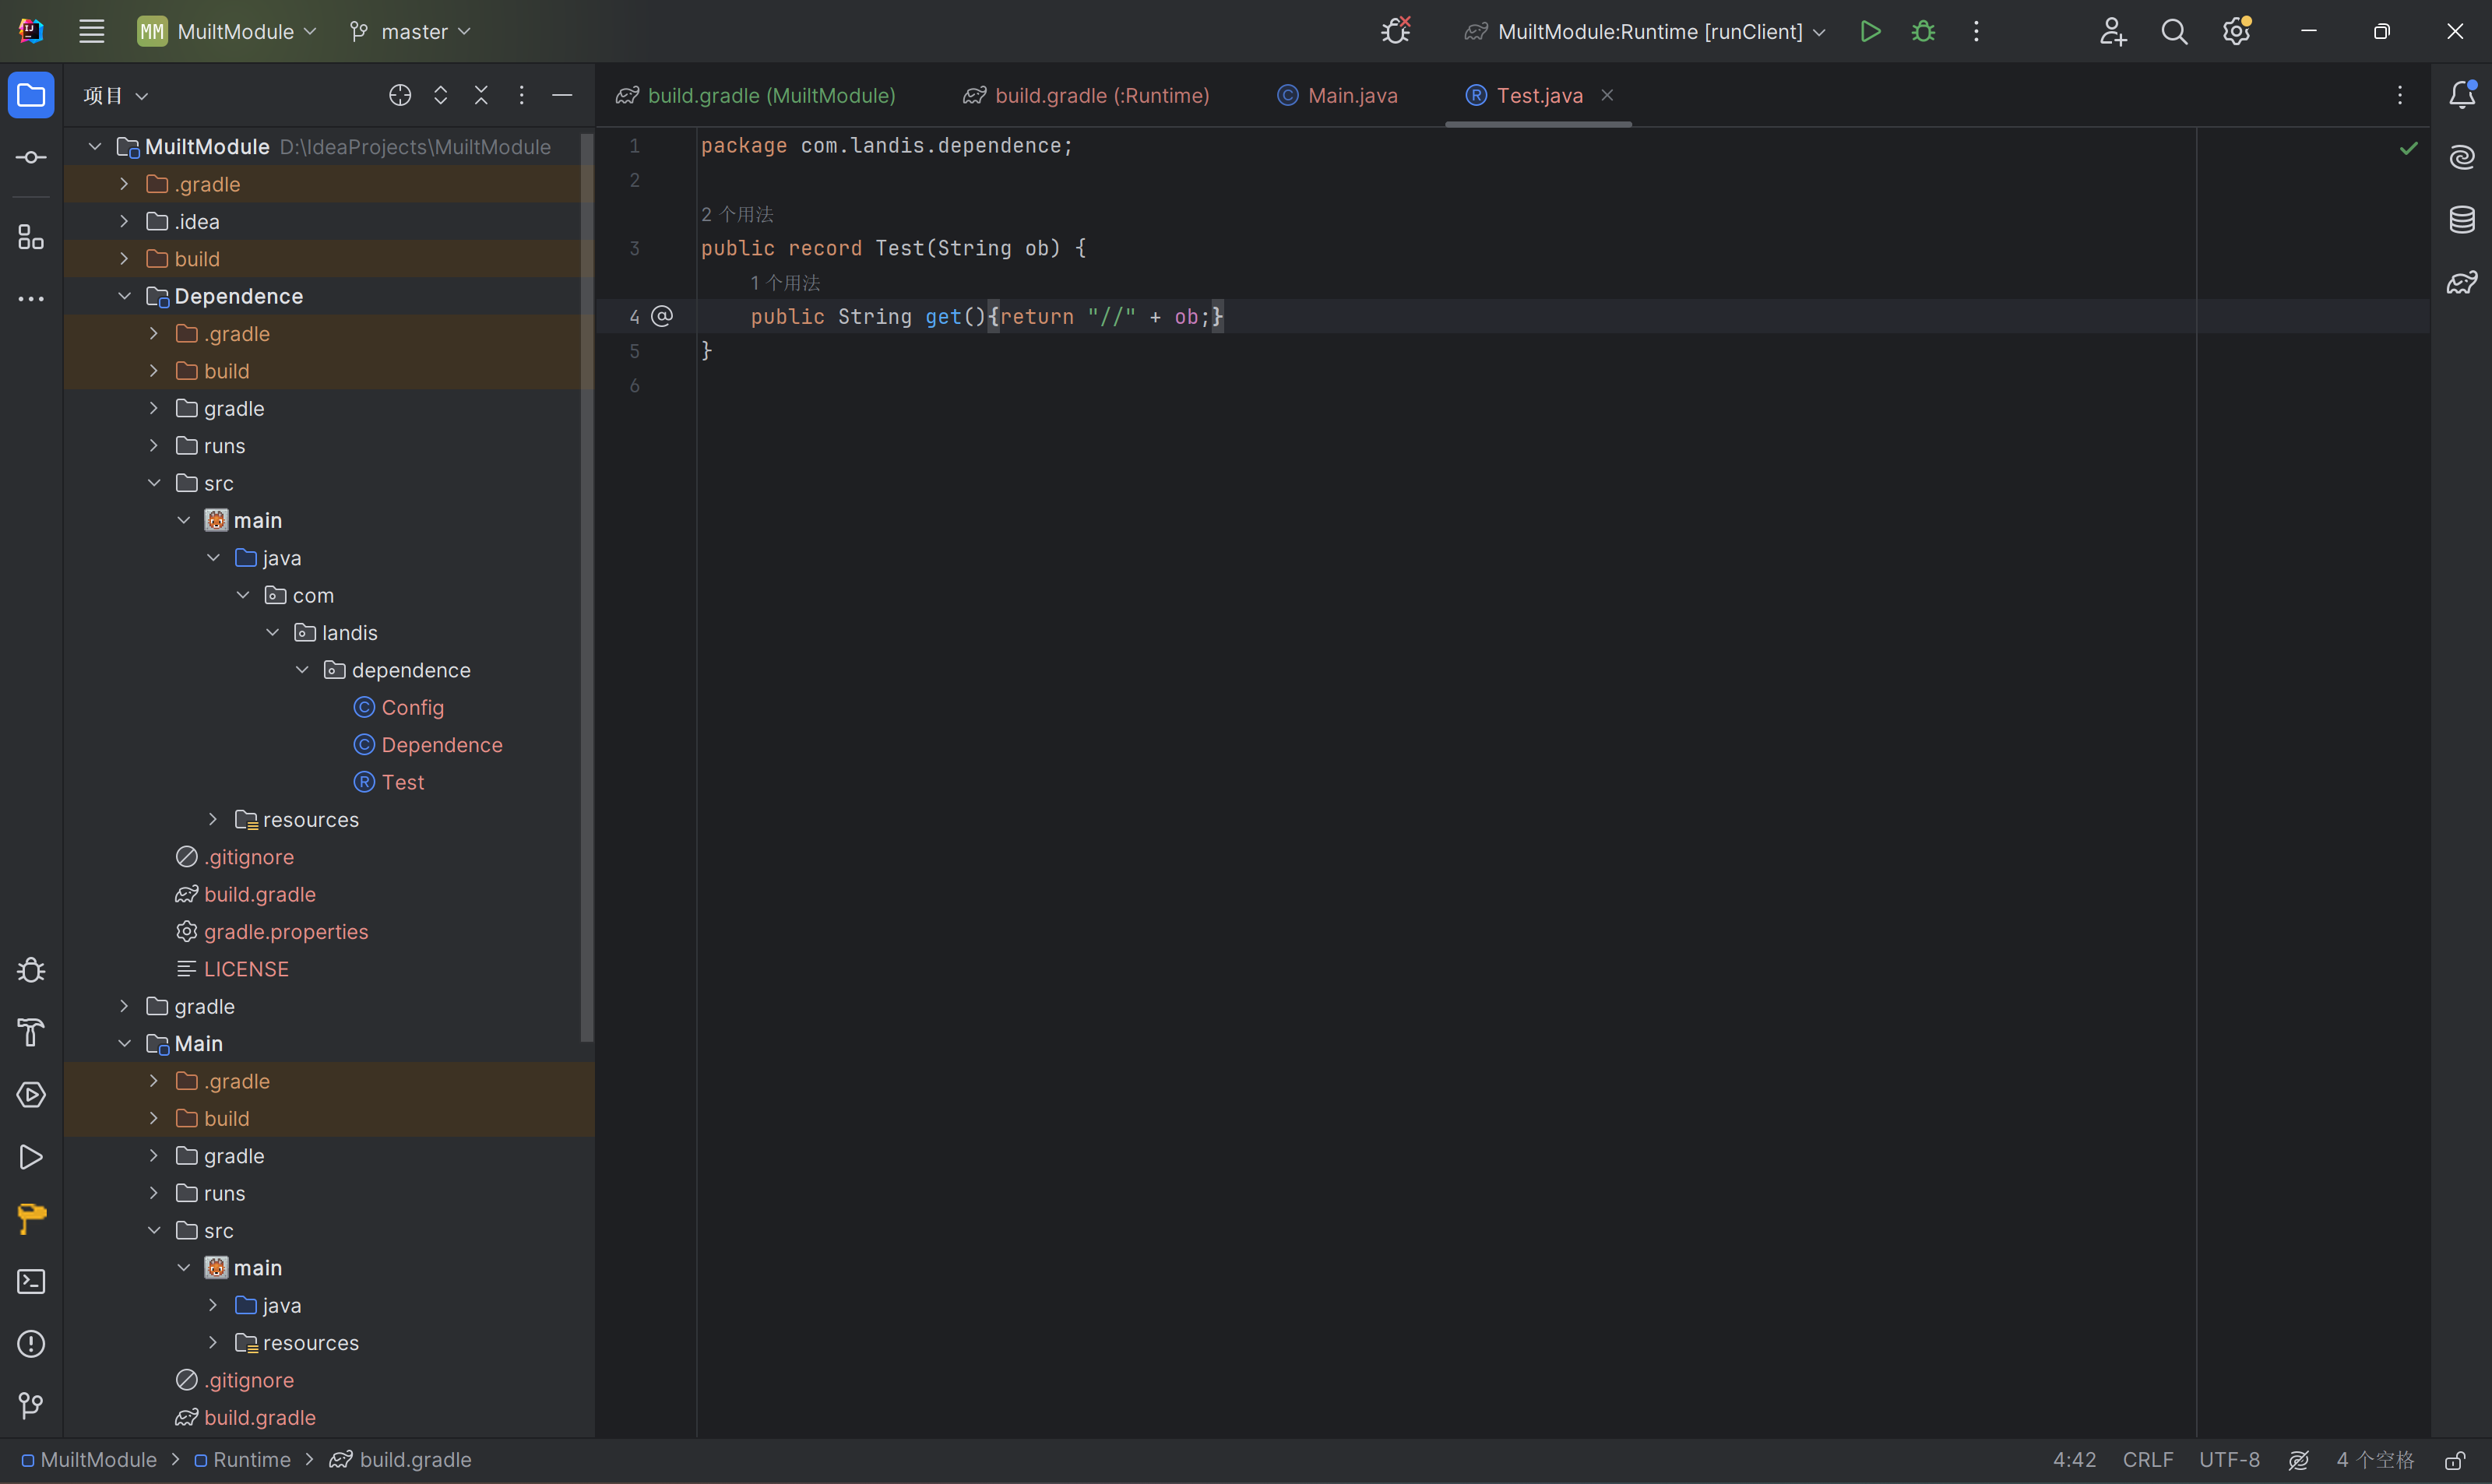 MM MuiltModule master MuiltModule:Runtime [runClient]
项目
build.gradle (MuiltModule) build.gradle (:Runtime) Main.java Test.java
MuiltModule D:\IdeaProjects\MuiltModule
.gradle
.idea
build
Dependence
.gradle
build
gradle
runs
src
main
java
com
landis
dependence
Config
Dependence
Test
resources
.gitignore
build.gradle
gradle.properties
LICENSE
gradle
Main
.gradle
build
gradle
runs
src
main
java
resources
.gitignore
build.gradle
1 package com.landis.dependence;
2
2 个用法
3 public record Test(String ob) {
1 个用法
4 public String get(){return "//" + ob;}
5 }
6
MuiltModule Runtime build.gradle 4:42 CRLF UTF-8 4 个空格